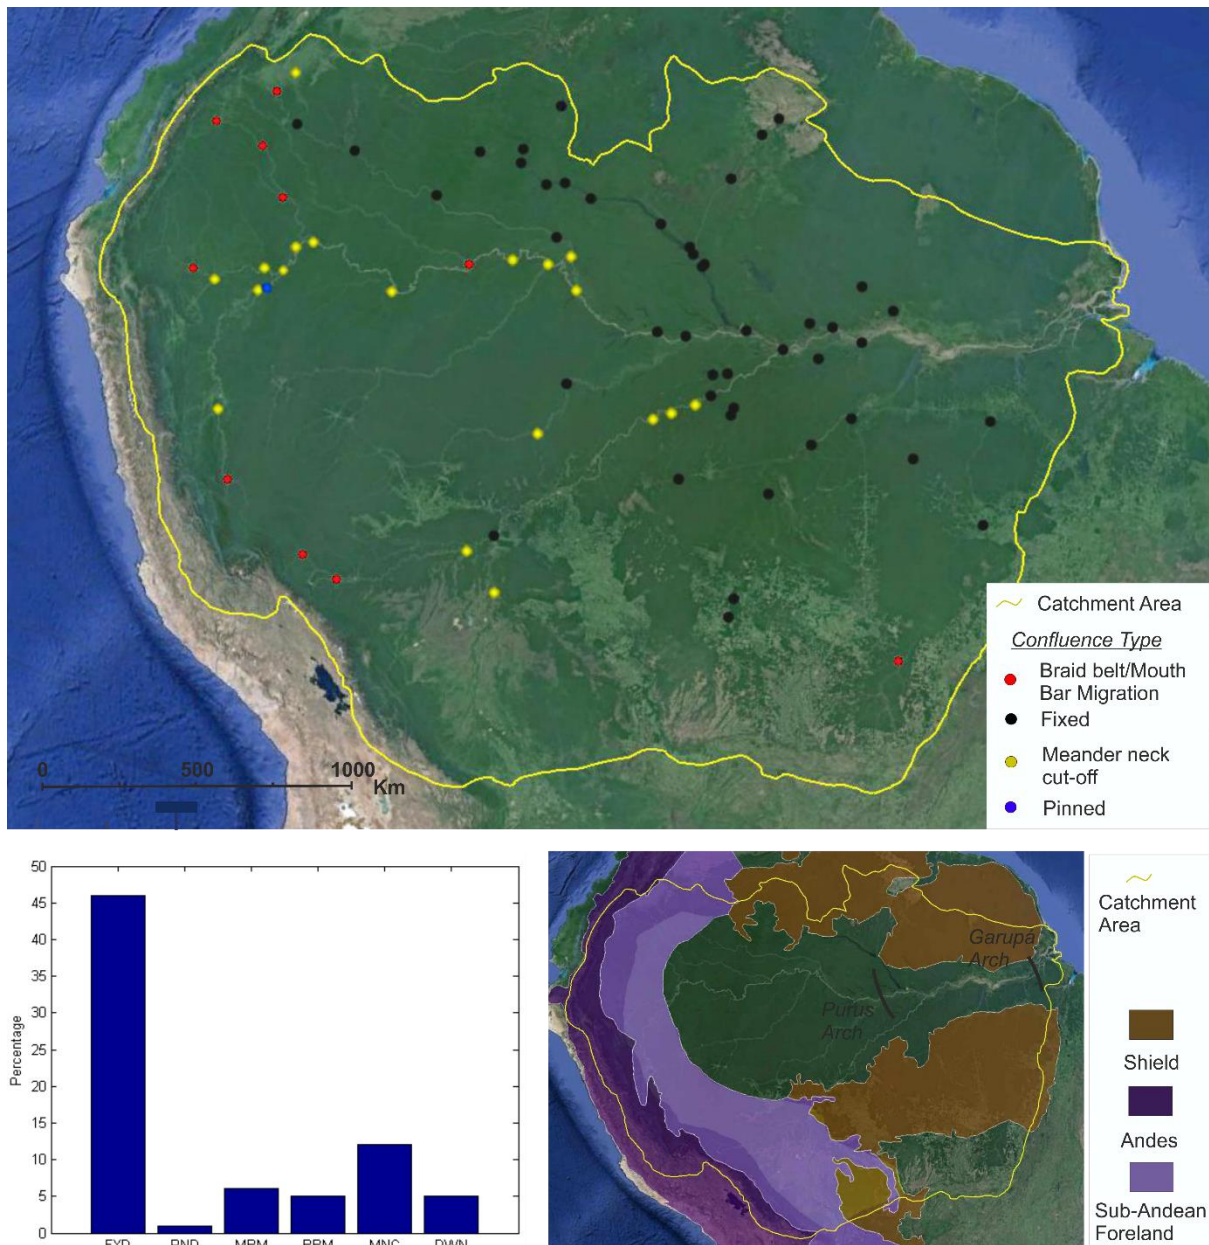 0 500 1000
Km
Catchment Area
Confluence Type
Braid belt/Mouth
Bar Migration
Fixed
Meander neck
cut-off
Pinned
50
45
40
35
30
25
20
15
10
5
0
Percentage
Garupa
Arch
Purus
Arch
Catchment
Area
Shield
Andes
Sub-Andean
Foreland